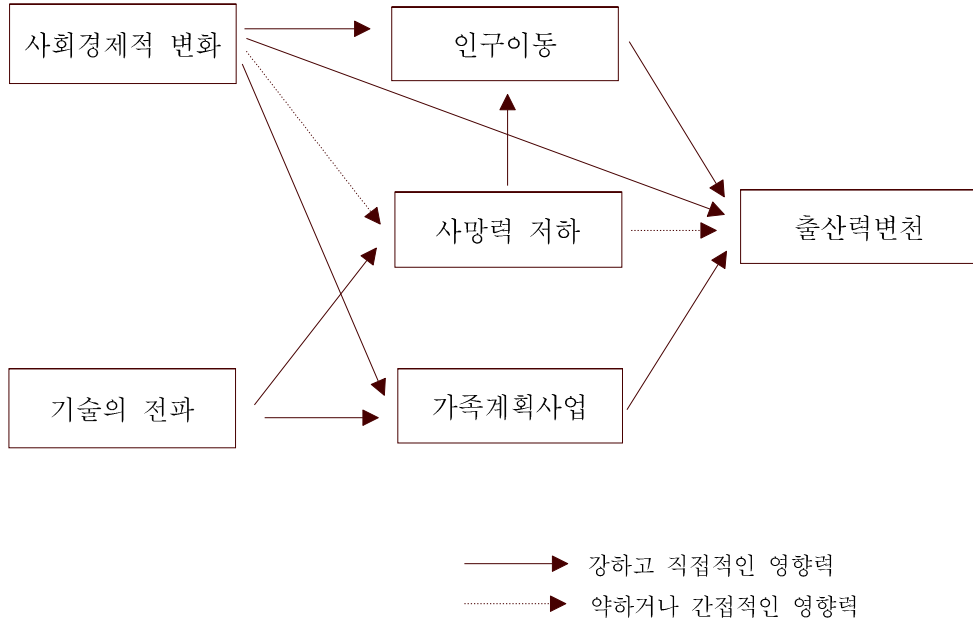 사회경제적 변화
인구이동
사망력 저하
출산력변천
기술의 전파
가족계획사업
강하고 직접적인 영향력
약하거나 간접적인 영향력